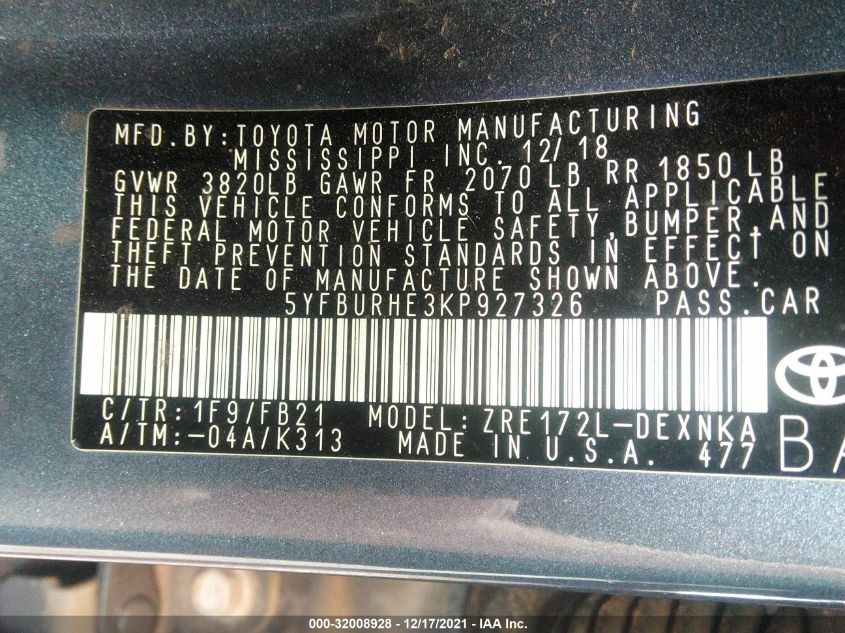 MFD.BY:TOYOTA MOTOR MANUFACTURING
MISSISSIPPI INC. 12/18
GVWR 3820LB GAWR FR 2070 LB RR 1850 LB
THIS VEHICLE CONFORMS TO ALL APPLICABLE
FEDERAL MOTOR VEHICLE SAFETY,BUMPER,AND
THEFT PREVENTION STANDARDS IN EFFECT ON
THE DATE OF MANUFACTURE SHOWN ABOVE.
5YFBURHE3KP927326 PASS.CAR
C/TR:1F9/FB21 MODEL:ZRE172L-DEXNKA
A/TM:-04A/K313 MADE IN U.S.A. 477
BA
000-32008928 - 12/17/2021 - IAA Inc.